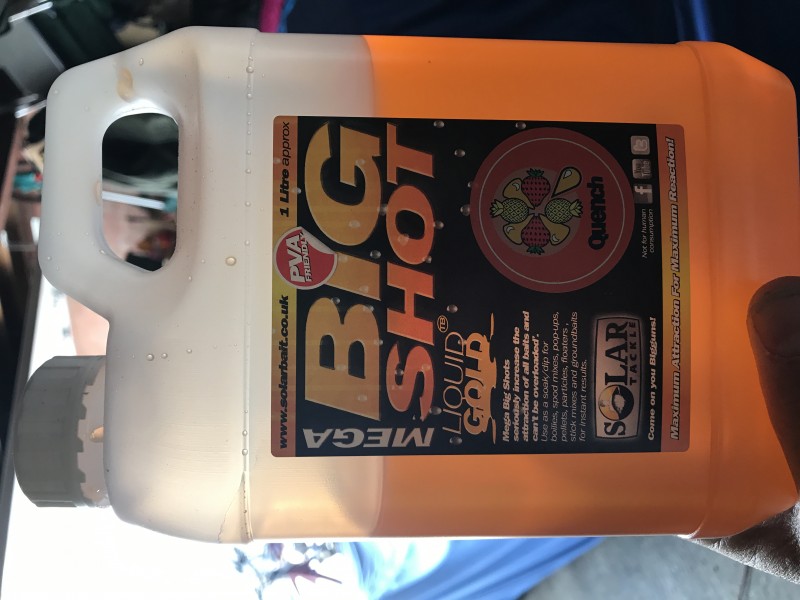 www.solarbait.co.uk 1 Litre approx
PVA
FRIENDLY
MEGA
BIG
SHOT
LIQUID
GOLD
TB
Mega Big Shots
seriously increase the
attraction of all baits and
can't be overloaded'.
Use as a soak/dip for
boilies, spod mixes, pop-ups,
pellets, particles, floaters,
stick mixes and groundbaits
for instant results.
Quench
Not for human
consumption
SOLAR
TACKLE
Come on you Bigguns!
Maximum Attraction For Maximum Reaction!